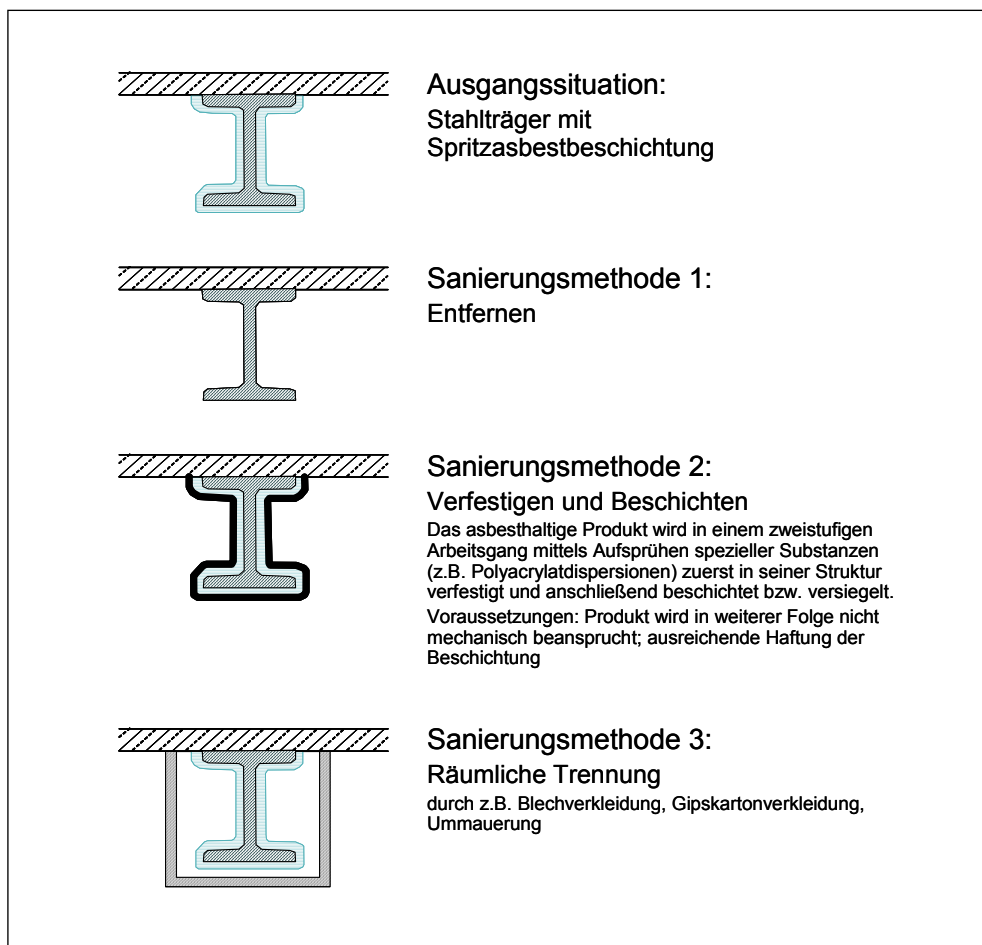 Ausgangssituation:
Stahlträger mit
Spritzasbestbeschichtung
Sanierungsmethode 1:
Entfernen
Sanierungsmethode 2:
Verfestigen und Beschichten
Das asbesthaltige Produkt wird in einem zweistufigen
Arbeitsgang mittels Aufsprühen spezieller Substanzen
(z.B. Polyacrylatdispersionen) zuerst in seiner Struktur
verfestigt und anschließend beschichtet bzw. versiegelt.
Voraussetzungen: Produkt wird in weiterer Folge nicht
mechanisch beansprucht; ausreichende Haftung der
Beschichtung
Sanierungsmethode 3:
Räumliche Trennung
durch z.B. Blechverkleidung, Gipskartonverkleidung,
Ummauerung